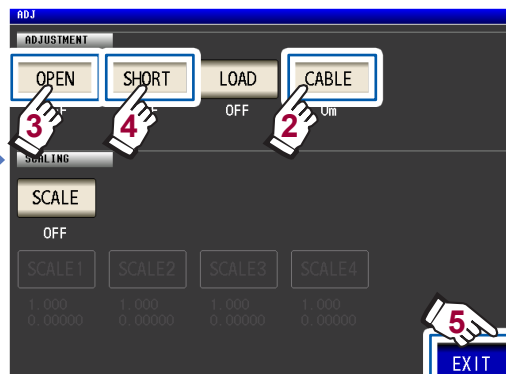 ADJ
ADJUSTMENT
OPEN SHORT LOAD CABLE
OFF 0m
3 4 2
SCALING
SCALE
OFF
SCALE1 SCALE2 SCALE3 SCALE4
1.000 1.000 1.000 1.000
0.00000 0.00000 0.00000 0.00000
5
EXIT